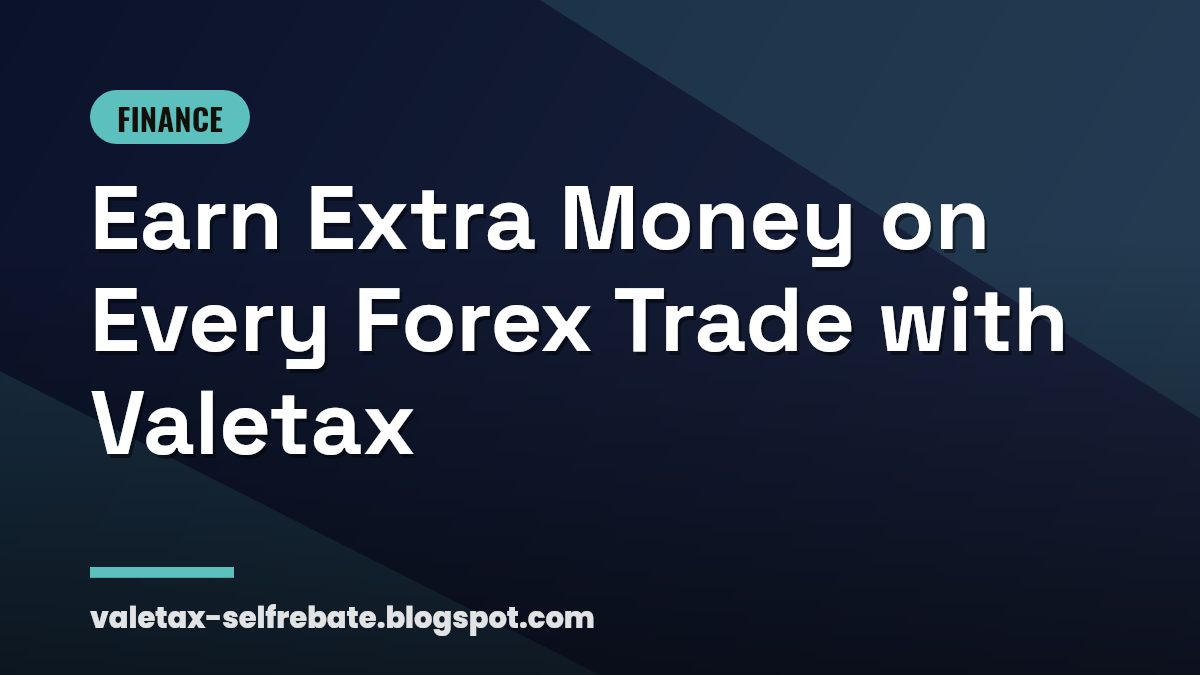 FINANCE
Earn Extra Money on
Every Forex Trade with
Valetax
valetax-selfrebate.blogspot.com